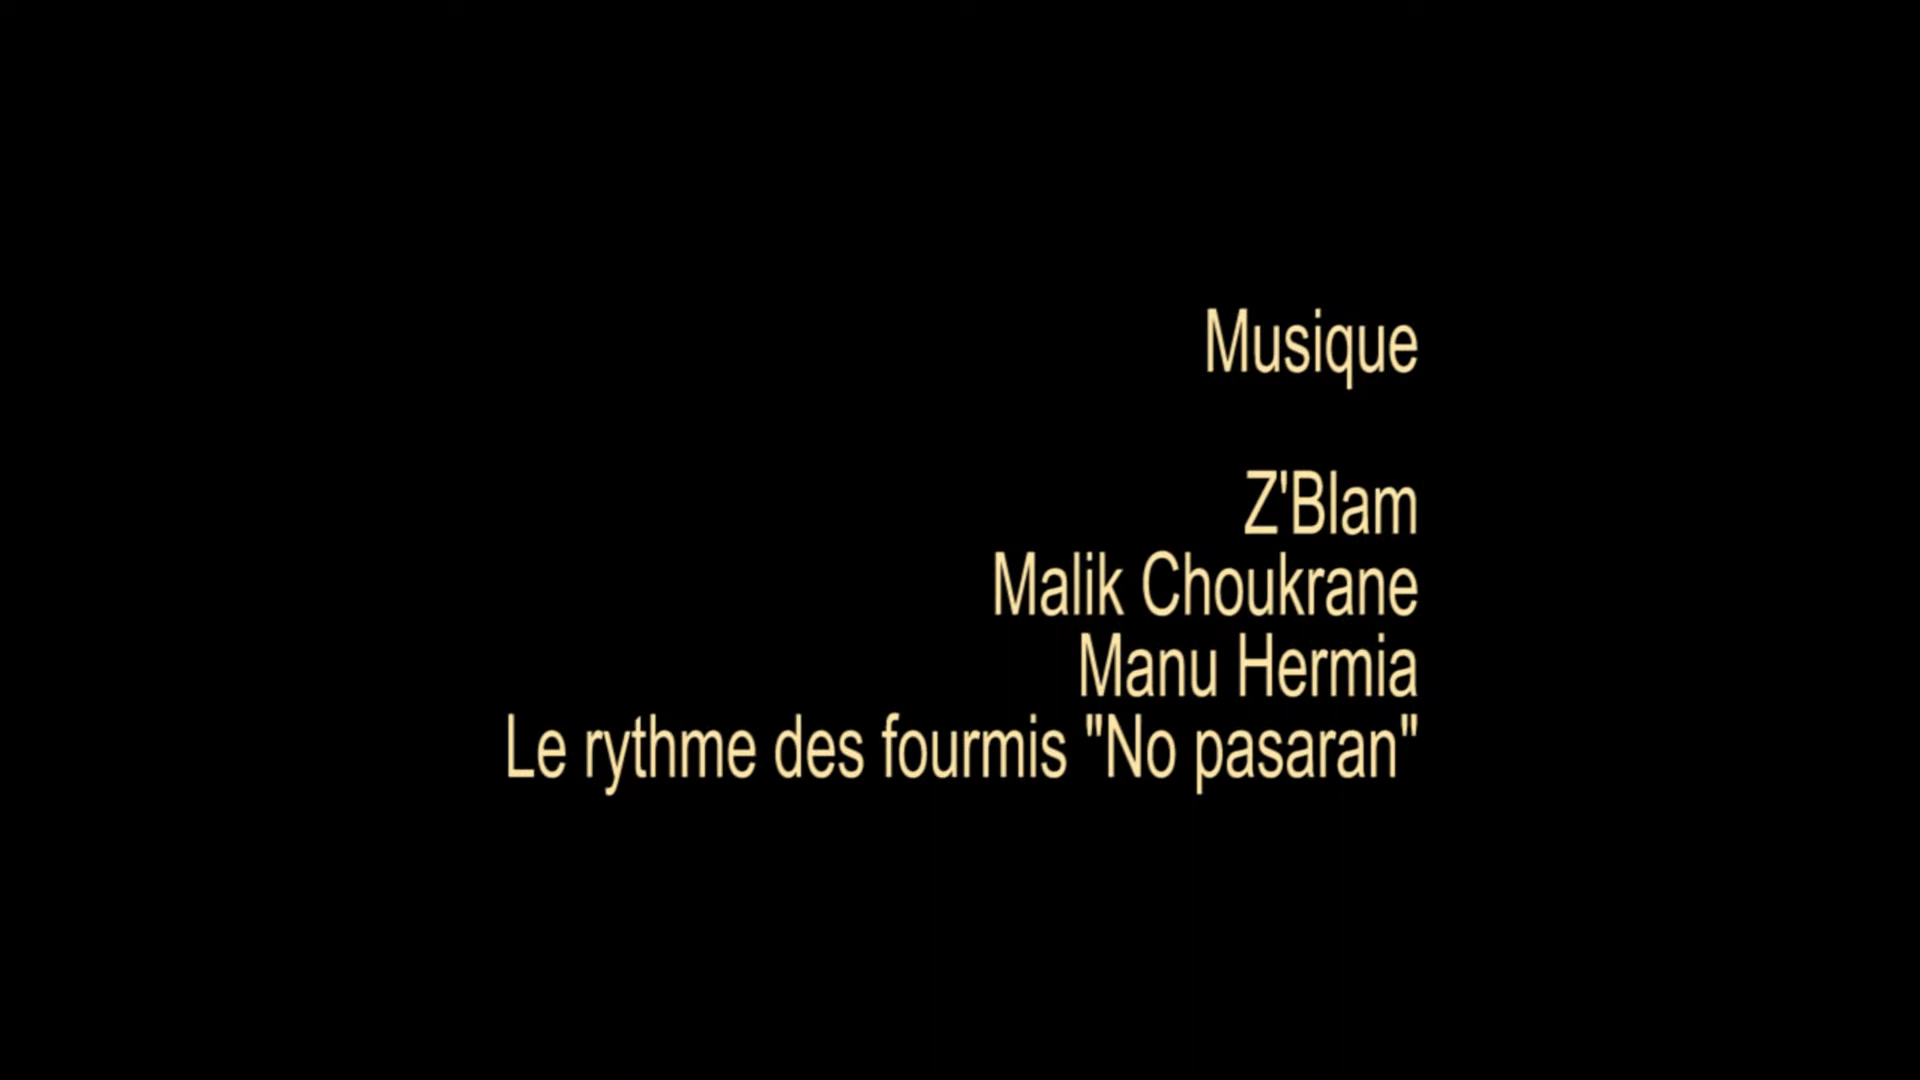 Musique
Z'Blam
Malik Choukrane
Manu Hermia
Le rythme des fourmis "No pasaran"